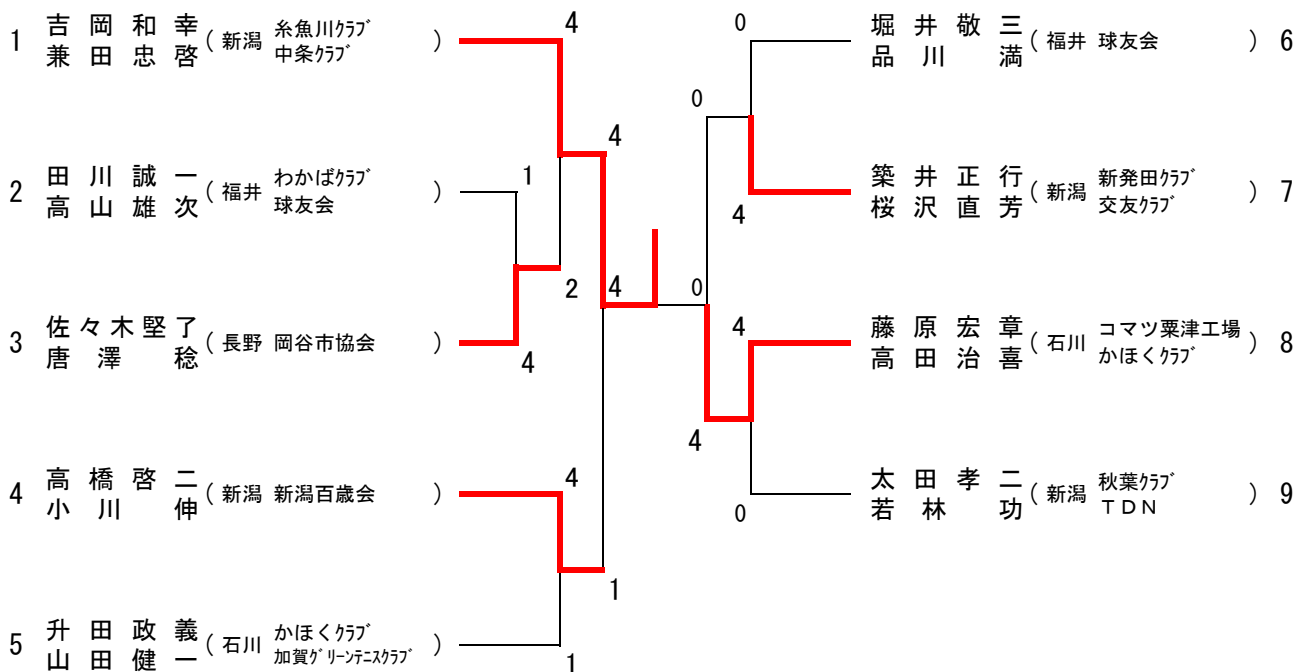 1 吉岡和幸 ( 新潟 糸魚川ｸﾗﾌﾞ )
兼田忠啓 中条ｸﾗﾌﾞ
2 田川誠一 ( 福井 わかばｸﾗﾌﾞ )
高山雄次 球友会
3 佐々木堅了 ( 長野 岡谷市協会 )
唐澤稔
4 高橋啓二 ( 新潟 新潟百歳会 )
小川伸
5 升田政義 ( 石川 かほくｸﾗﾌﾞ )
山田健一 加賀ｸﾞﾘｰﾝﾃﾆｽｸﾗﾌﾞ
4
4
1
2
4
4
4
1
1
0
0
4
0
4
4
0
堀井敬三 ( 福井 球友会 ) 6
品川満
築井正行 ( 新潟 新発田ｸﾗﾌﾞ ) 7
桜沢直芳 交友ｸﾗﾌﾞ
藤原宏章 ( 石川 コマツ粟津工場 ) 8
高田治喜 かほくｸﾗﾌﾞ
太田孝二 ( 新潟 秋葉ｸﾗﾌﾞ ) 9
若林功 ＴＤＮ